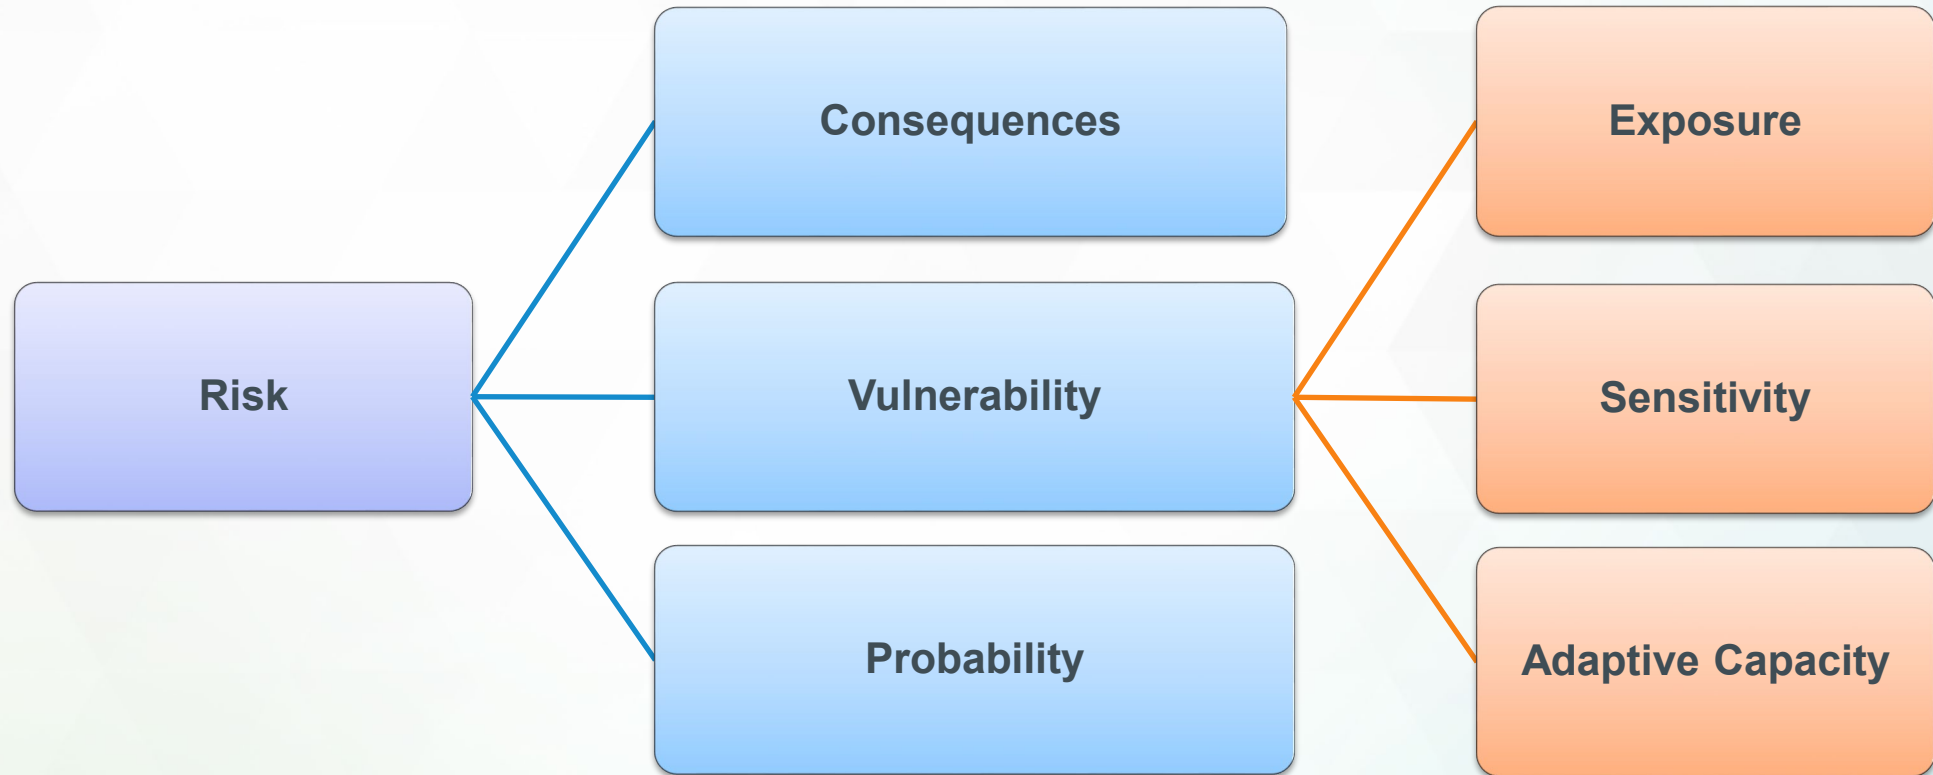 Risk
Consequences
Vulnerability
Probability
Exposure
Sensitivity
Adaptive Capacity